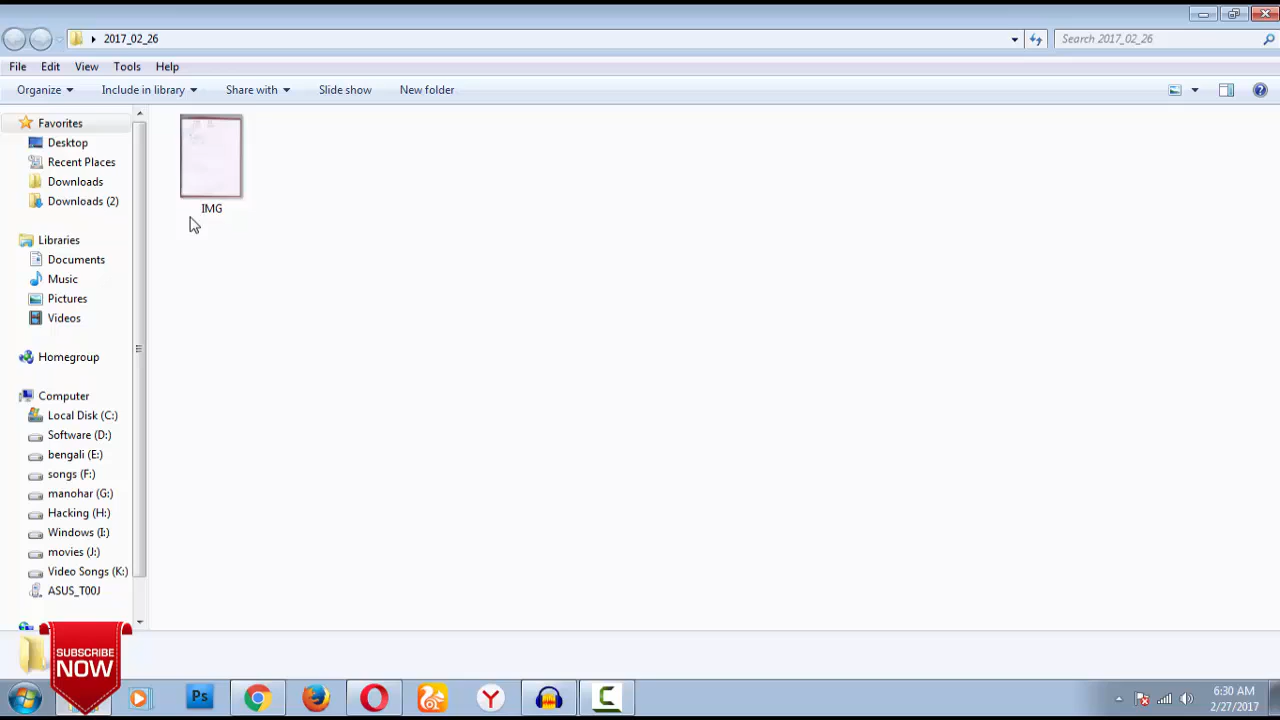 2017_02_26
Search 2017_02_26
File Edit View Tools Help
Organize Include in library Share with Slide show New folder
Favorites
Desktop
Recent Places
Downloads
Downloads (2)
Libraries
Documents
Music
Pictures
Videos
Homegroup
Computer
Local Disk (C:)
Software (D:)
bengali (E:)
songs (F:)
manohar (G:)
Hacking (H:)
Windows (I:)
movies (J:)
Video Songs (K:)
ASUS_T00J
IMG
SUBSCRIBE
NOW
Ps
6:30 AM
2/27/2017